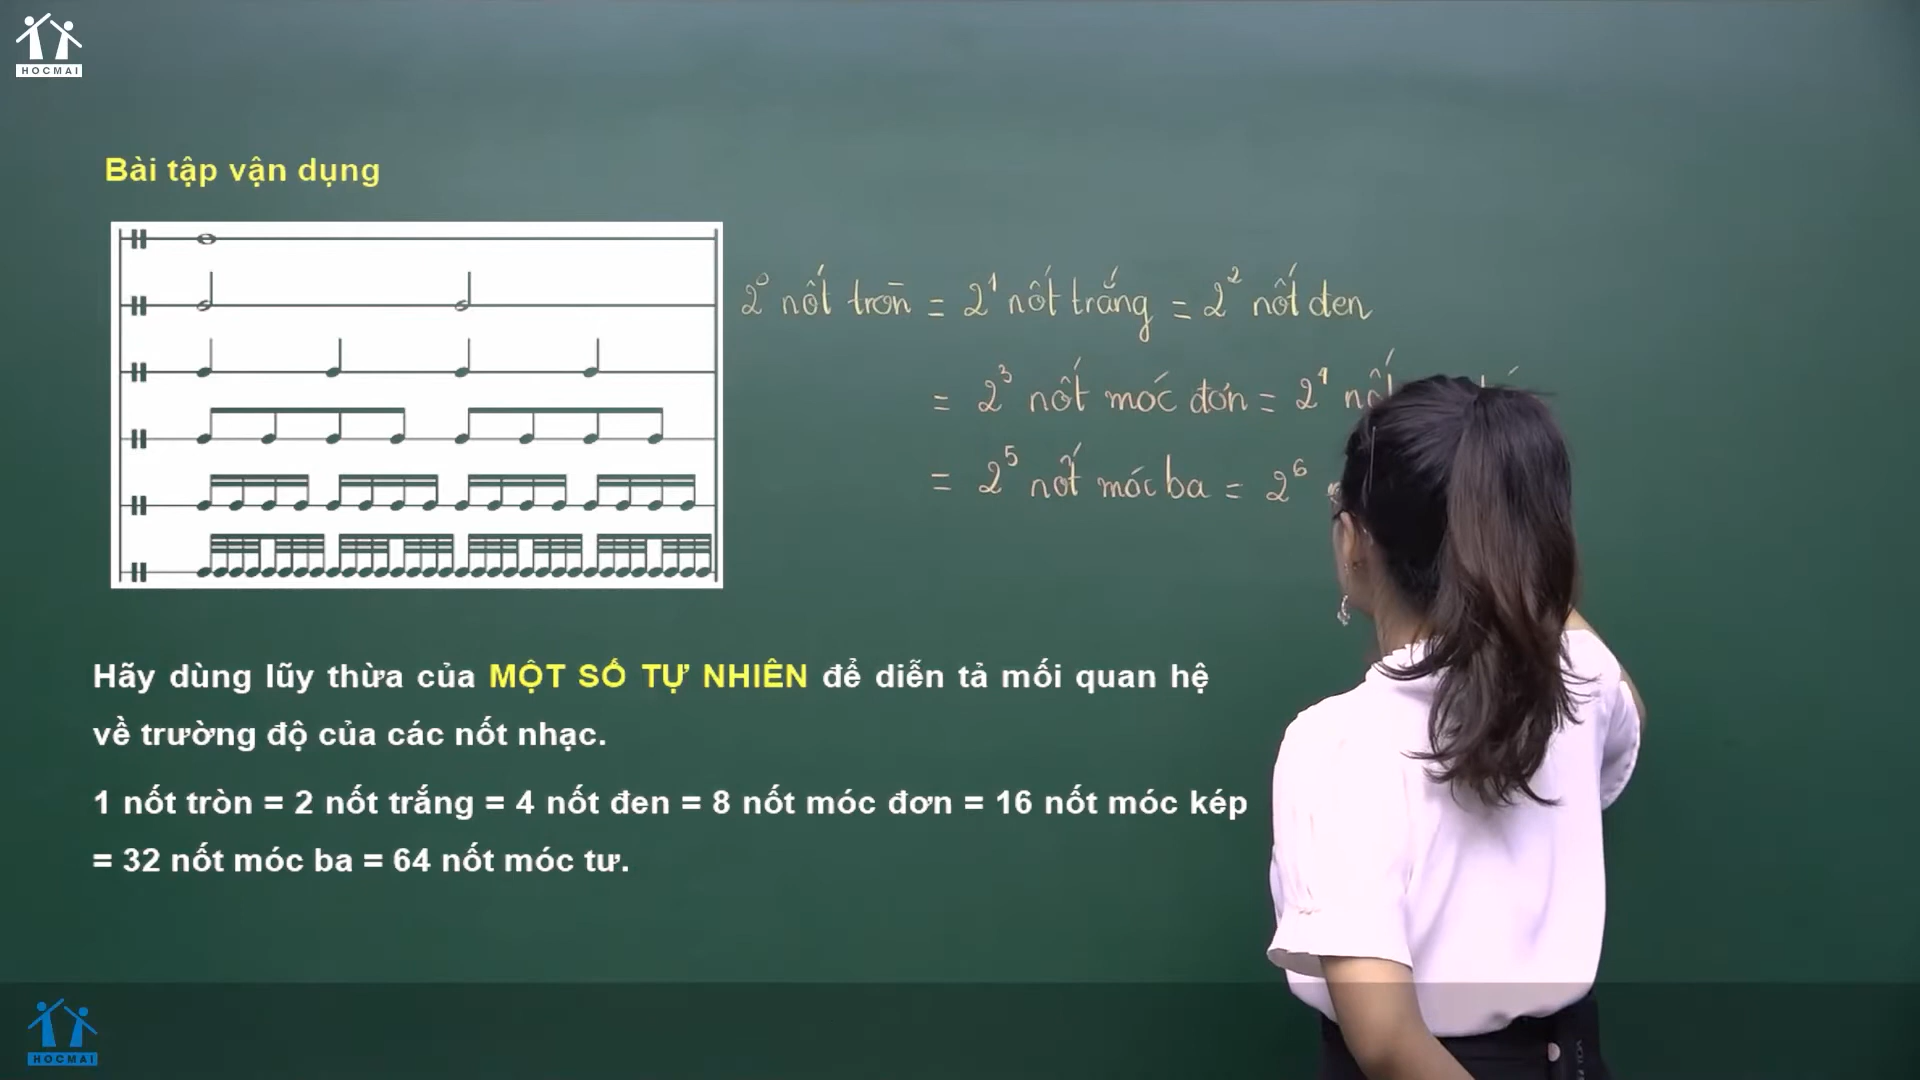 HOCMAI
Bài tập vận dụng
2⁰ nốt tròn = 2¹ nốt trắng = 2² nốt đen
= 2³ nốt móc đơn = 2⁴ nốt
= 2⁵ nốt móc ba = 2⁶
Hãy dùng lũy thừa của MỘT SỐ TỰ NHIÊN để diễn tả mối quan hệ
về trường độ của các nốt nhạc.
1 nốt tròn = 2 nốt trắng = 4 nốt đen = 8 nốt móc đơn = 16 nốt móc kép
= 32 nốt móc ba = 64 nốt móc tư.
HOCMAI